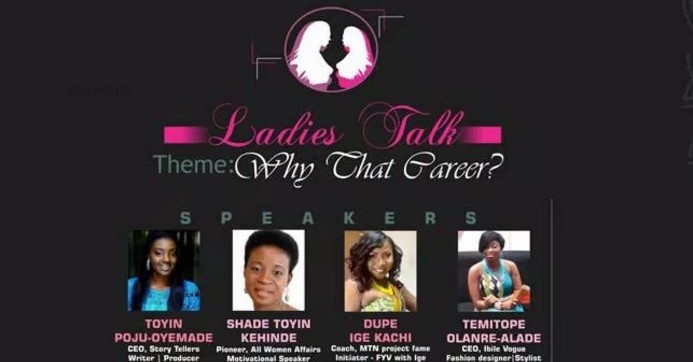 Ladies Talk
Theme: Why That Career?
SPEAKERS
TOYIN
POJU-OYEMADE
CEO, Story Tellers
Writer | Producer
SHADE TOYIN
KEHINDE
Pioneer, All Women Affairs
Motivational Speaker
DUPE
IGE KACHI
Coach, MTN project fame
Initiator - FYV with Ige
TEMITOPE
OLANRE-ALADE
CEO, Ibile Vogue
Fashion designer|Stylist